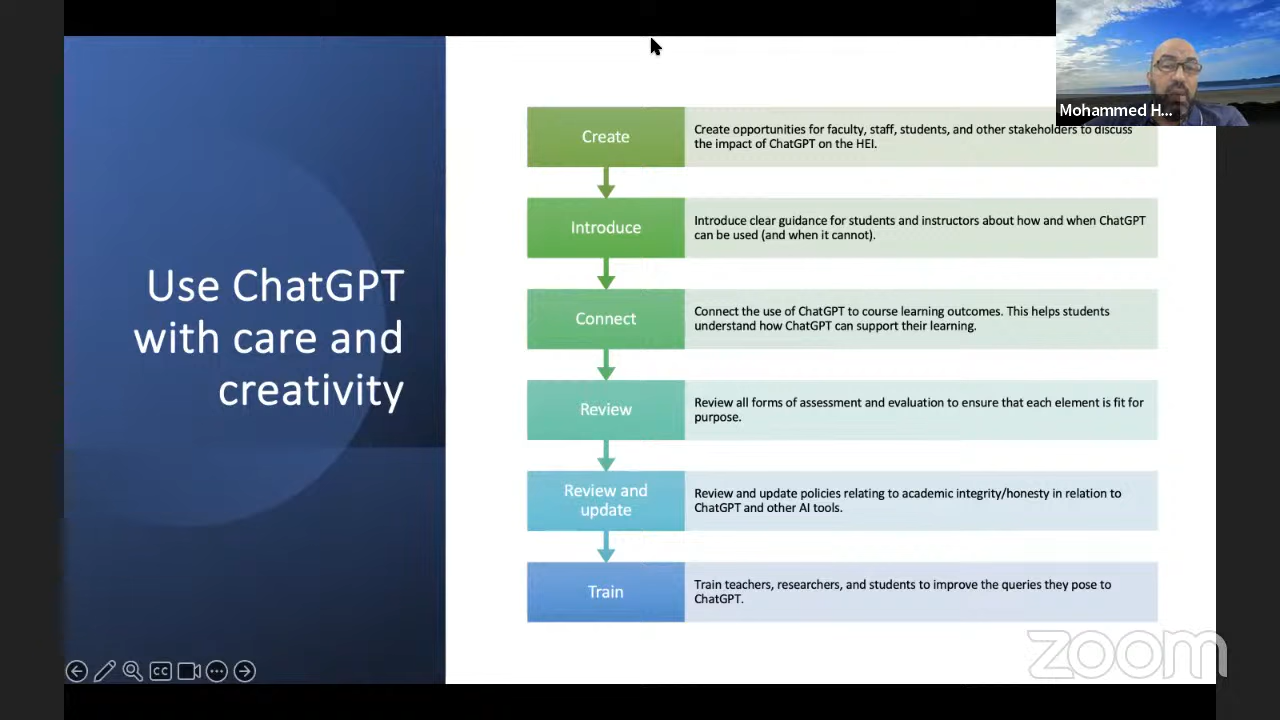 Mohammed H...
Use ChatGPT
with care and
creativity
Create
Create opportunities for faculty, staff, students, and other stakeholders to discuss
the impact of ChatGPT on the HEI.
Introduce
Introduce clear guidance for students and instructors about how and when ChatGPT
can be used (and when it cannot).
Connect
Connect the use of ChatGPT to course learning outcomes. This helps students
understand how ChatGPT can support their learning.
Review
Review all forms of assessment and evaluation to ensure that each element is fit for
purpose.
Review and
update
Review and update policies relating to academic integrity/honesty in relation to
ChatGPT and other AI tools.
Train
Train teachers, researchers, and students to improve the queries they pose to
ChatGPT.
CC
zoom